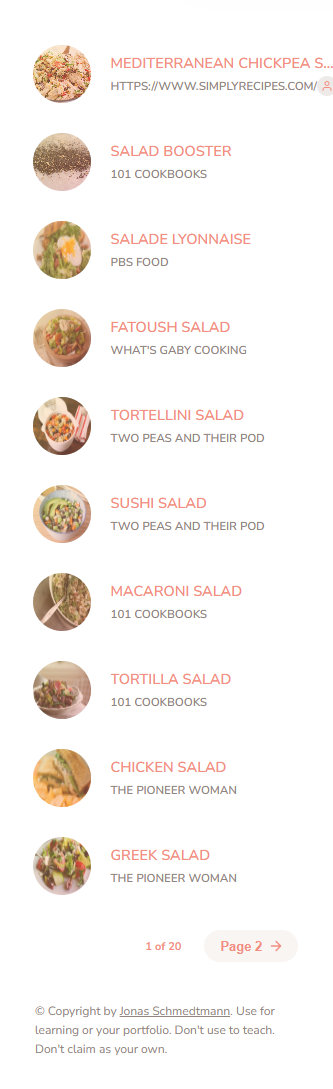 MEDITERRANEAN CHICKPEA S...
HTTPS://WWW.SIMPLYRECIPES.COM/
SALAD BOOSTER
101 COOKBOOKS
SALADE LYONNAISE
PBS FOOD
FATOUSH SALAD
WHAT'S GABY COOKING
TORTELLINI SALAD
TWO PEAS AND THEIR POD
SUSHI SALAD
TWO PEAS AND THEIR POD
MACARONI SALAD
101 COOKBOOKS
TORTILLA SALAD
101 COOKBOOKS
CHICKEN SALAD
THE PIONEER WOMAN
GREEK SALAD
THE PIONEER WOMAN
1 of 20 Page 2 →
© Copyright by Jonas Schmedtmann. Use for
learning or your portfolio. Don't use to teach.
Don't claim as your own.